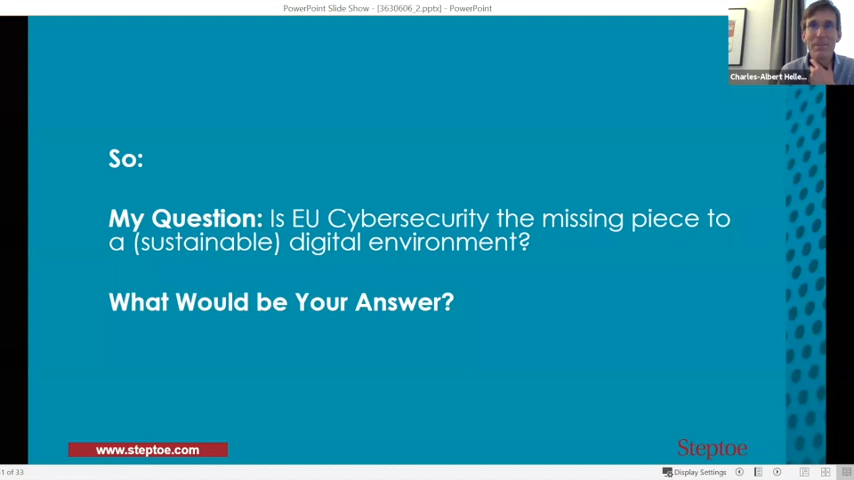 PowerPoint Slide Show - [3630606_2.pptx] - PowerPoint
Charles-Albert Helle...
So:
My Question: Is EU Cybersecurity the missing piece to
a (sustainable) digital environment?
What Would be Your Answer?
www.steptoe.com
Steptoe
1 of 33
Display Settings